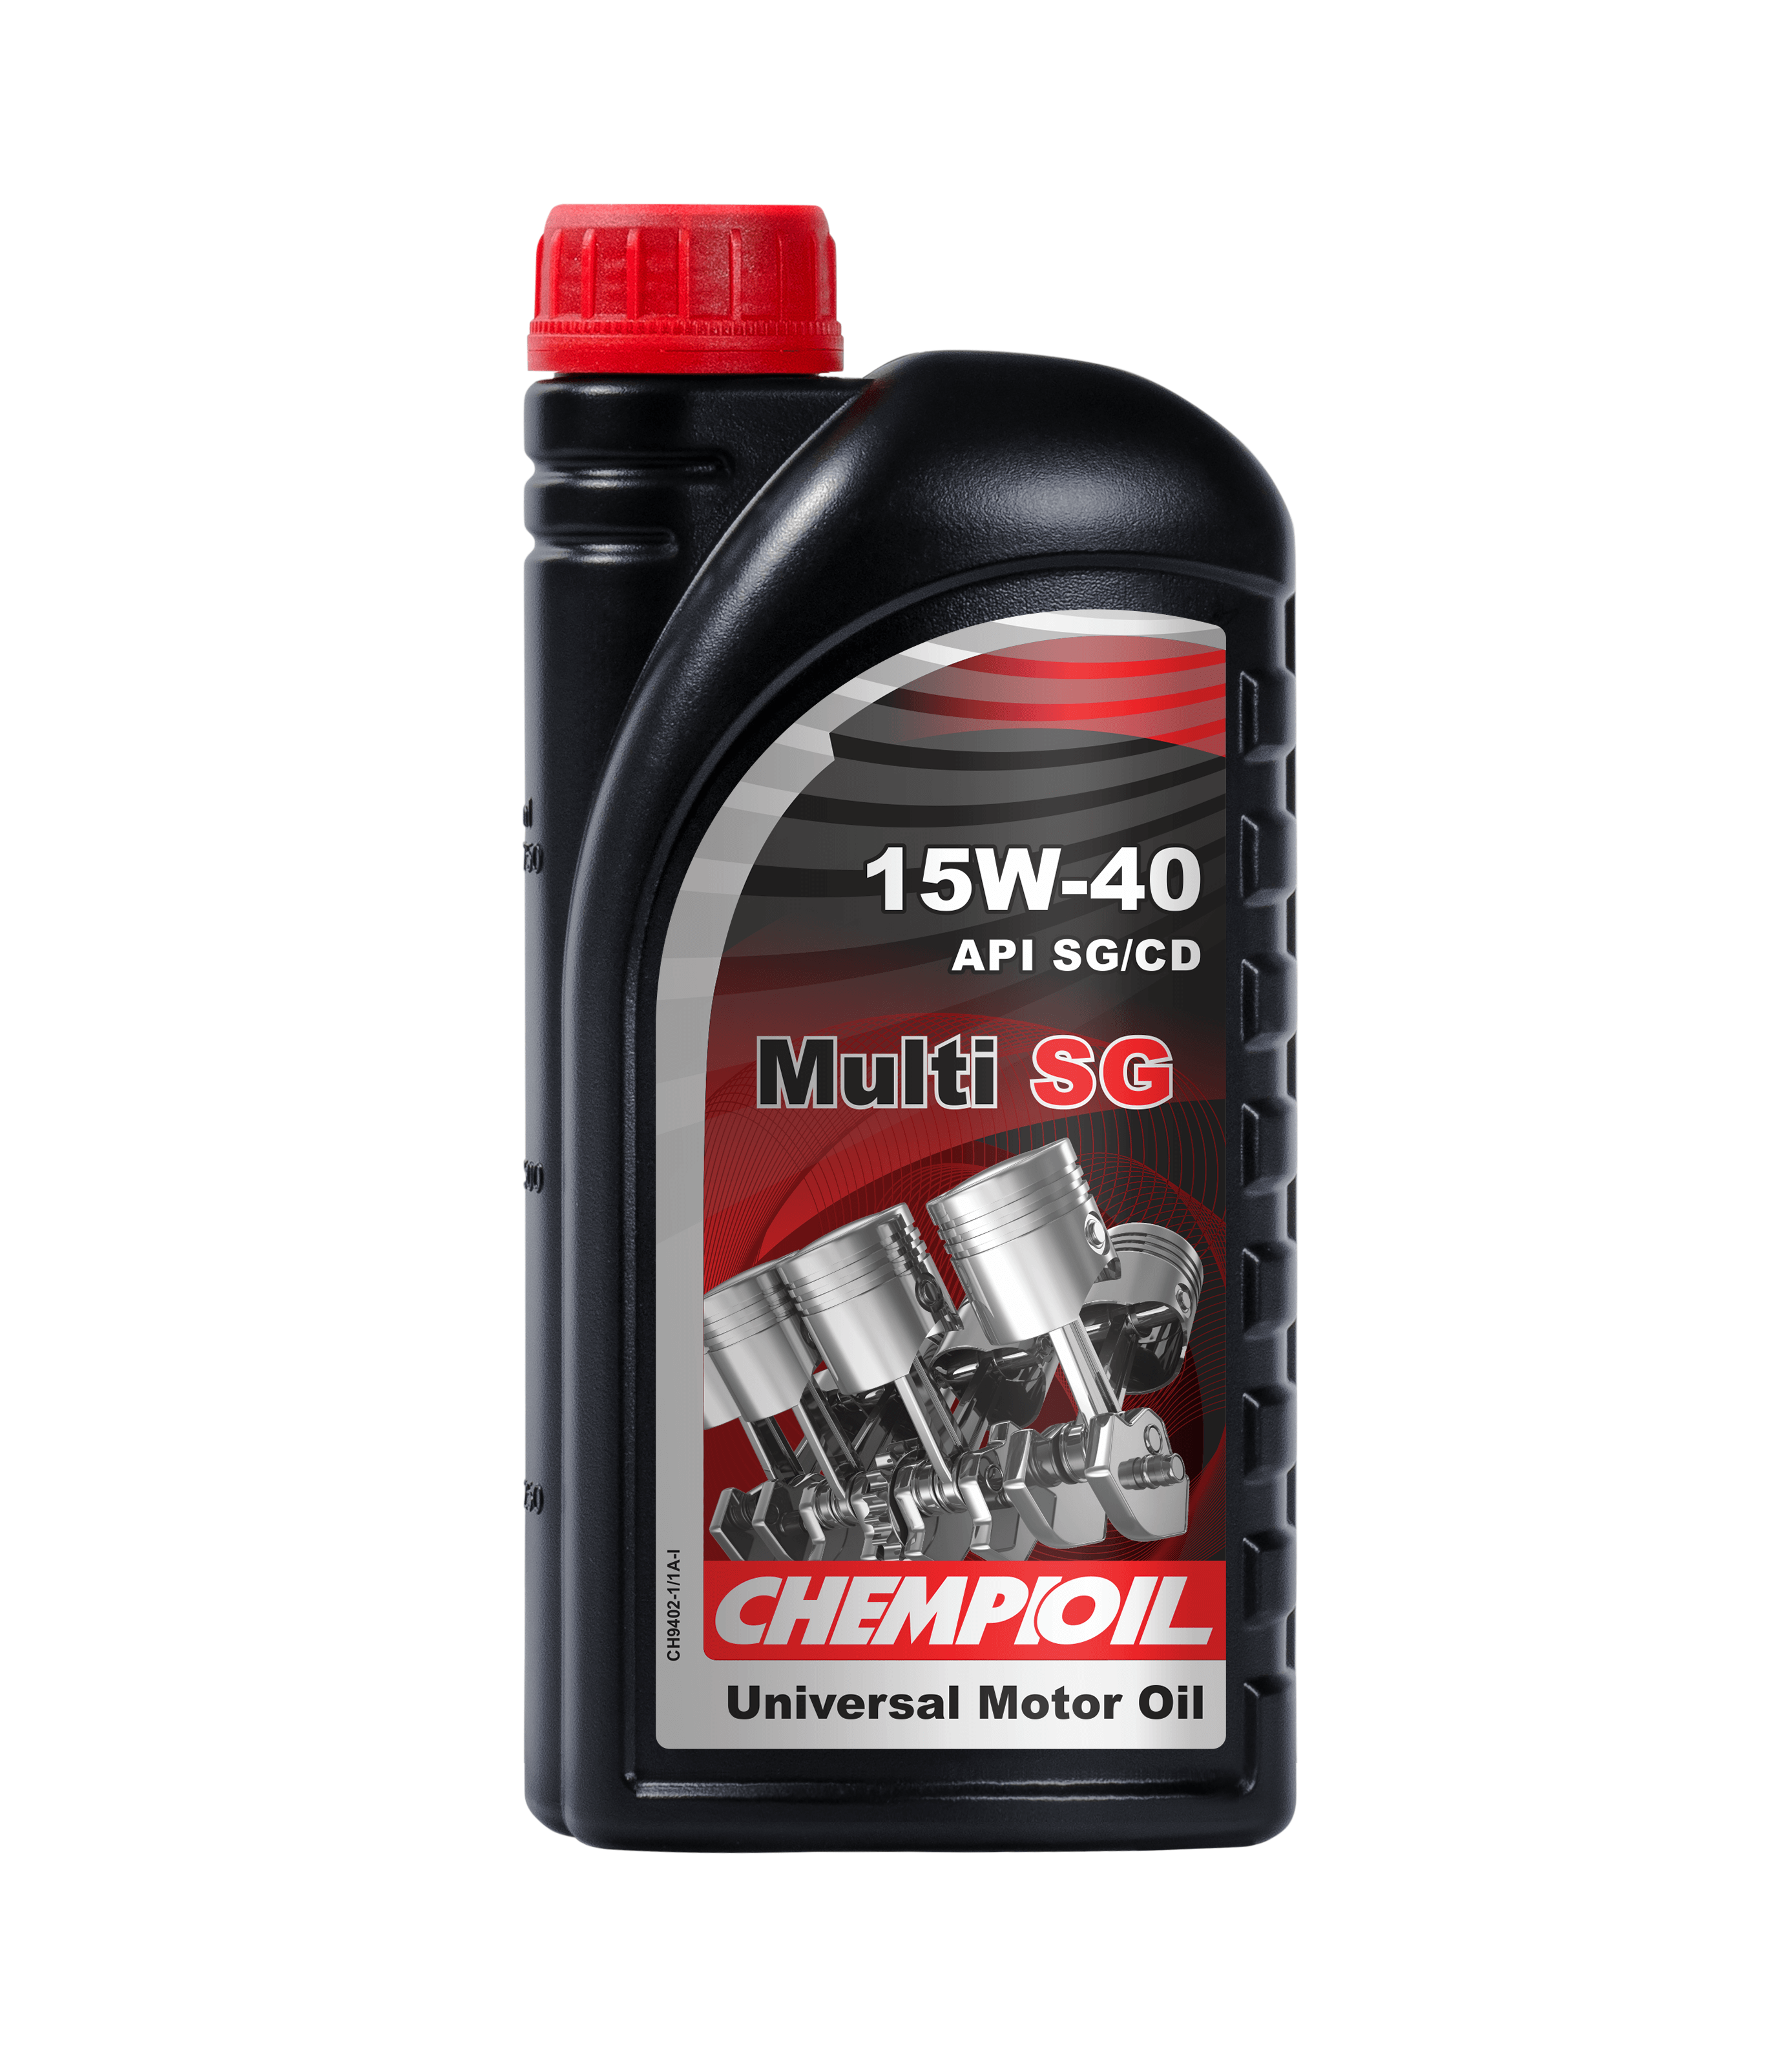 15W-40
API SG/CD
Multi SG
CHEMPIOIL
Universal Motor Oil
CH9402-1/1A-I